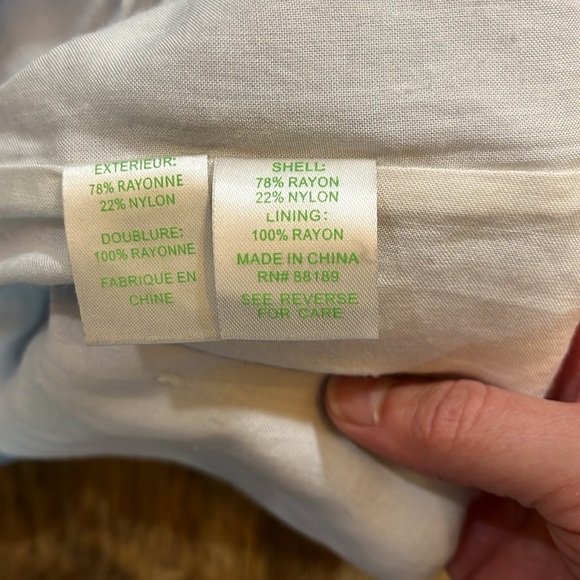 EXTERIEUR:
78% RAYONNE
22% NYLON
DOUBLURE:
100% RAYONNE
FABRIQUE EN
CHINE
SHELL:
78% RAYON
22% NYLON
LINING:
100% RAYON
MADE IN CHINA
RN# 88189
SEE REVERSE
FOR CARE